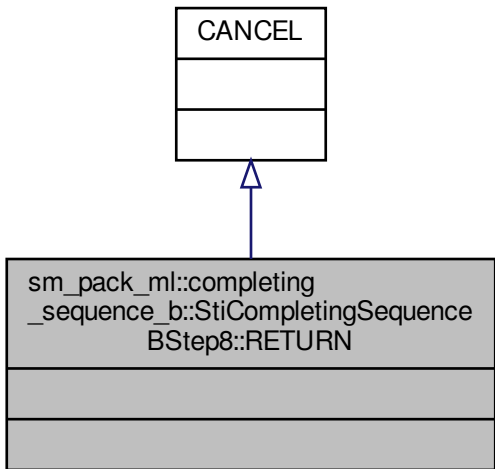 CANCEL
sm_pack_ml::completing
_sequence_b::StiCompletingSequence
BStep8::RETURN